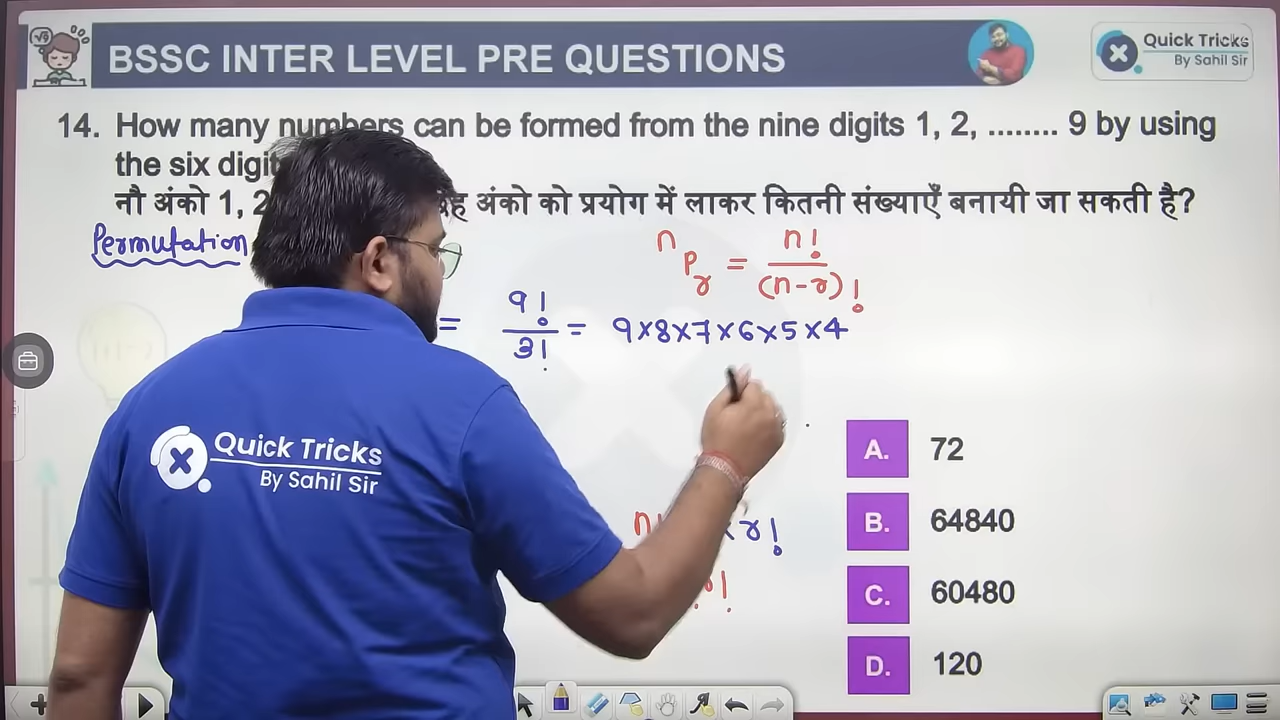 BSSC INTER LEVEL PRE QUESTIONS
Quick Tricks
By Sahil Sir
14. How many numbers can be formed from the nine digits 1, 2, ........ 9 by using
the six digit
नौ अंको 1, 2 अंको को प्रयोग में लाकर कितनी संख्याएँ बनायी जा सकती है?
Permutation
nPr = n! / (n-r)!
= 9! / 3! = 9×8×7×6×5×4
Quick Tricks
By Sahil Sir
A. 72
B. 64840
C. 60480
D. 120
r!